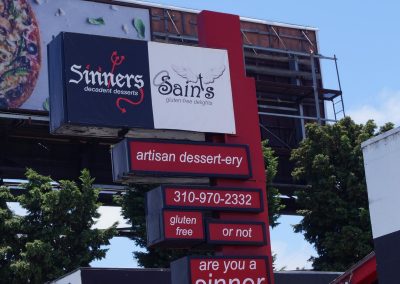 Sinners
decadent desserts
Saints
gluten free delights
artisan dessert-ery
310-970-2332
gluten free
or not
are you a
sinner